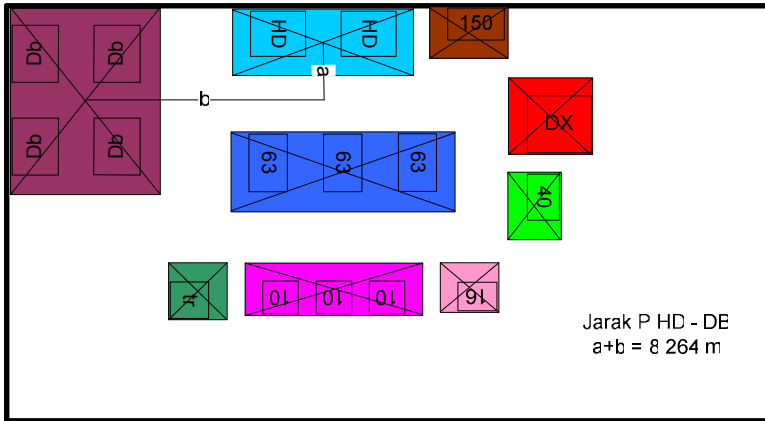 Db Db
HD HD
150
a
b
Db Db
63 63 63
DX
40
tr
10 10 10
16
Jarak P HD - DB
a+b = 8 264 m